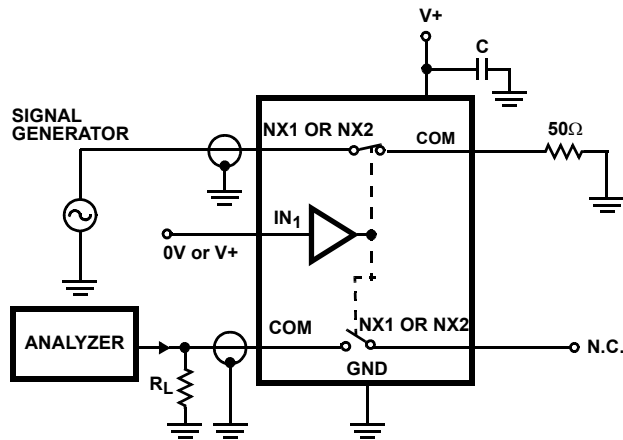 V+
C
SIGNAL
GENERATOR
NX1 OR NX2
COM
50Ω
IN1
0V or V+
ANALYZER
COM
NX1 OR NX2
N.C.
GND
RL